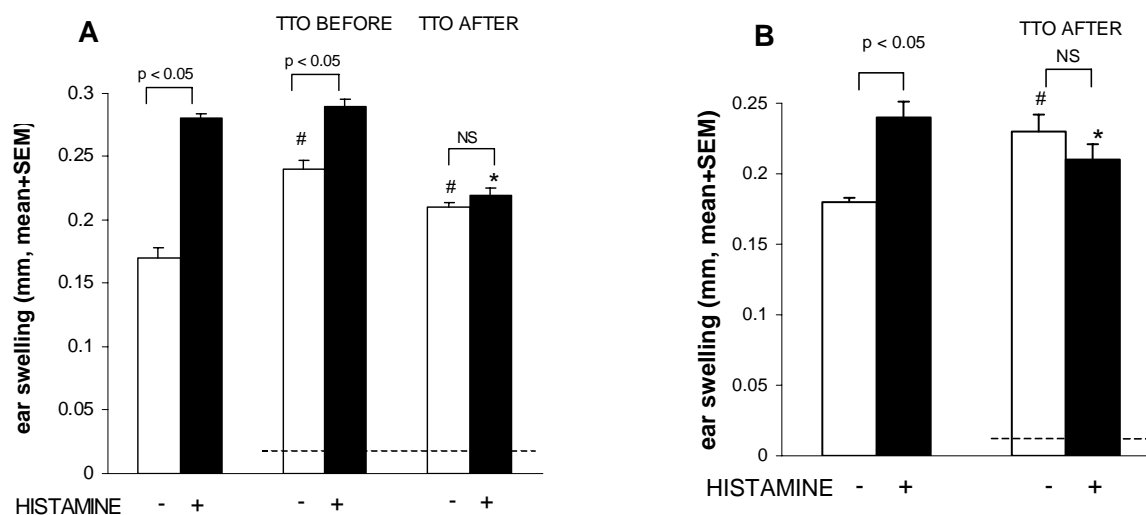 A
TTO BEFORE
TTO AFTER
p < 0.05
p < 0.05
NS
#
#
*
0.3
0.25
0.2
0.15
0.1
0.05
0
ear swelling (mm, mean+SEM)
HISTAMINE - + - + - +
B
TTO AFTER
p < 0.05
NS
#
*
0.25
0.2
0.15
0.1
0.05
0
ear swelling (mm, mean+SEM)
HISTAMINE - + - +